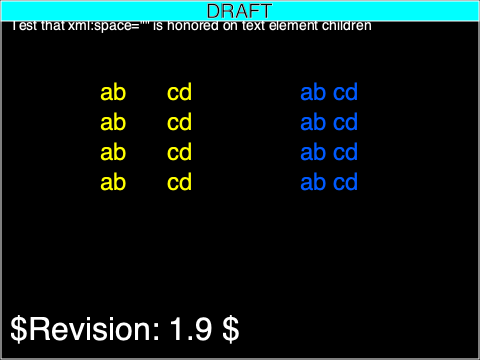 DRAFT
Test that xml:space="" is honored on text element children
ab      cd ab cd
ab      cd ab cd
ab      cd ab cd
ab      cd ab cd
$Revision: 1.9 $